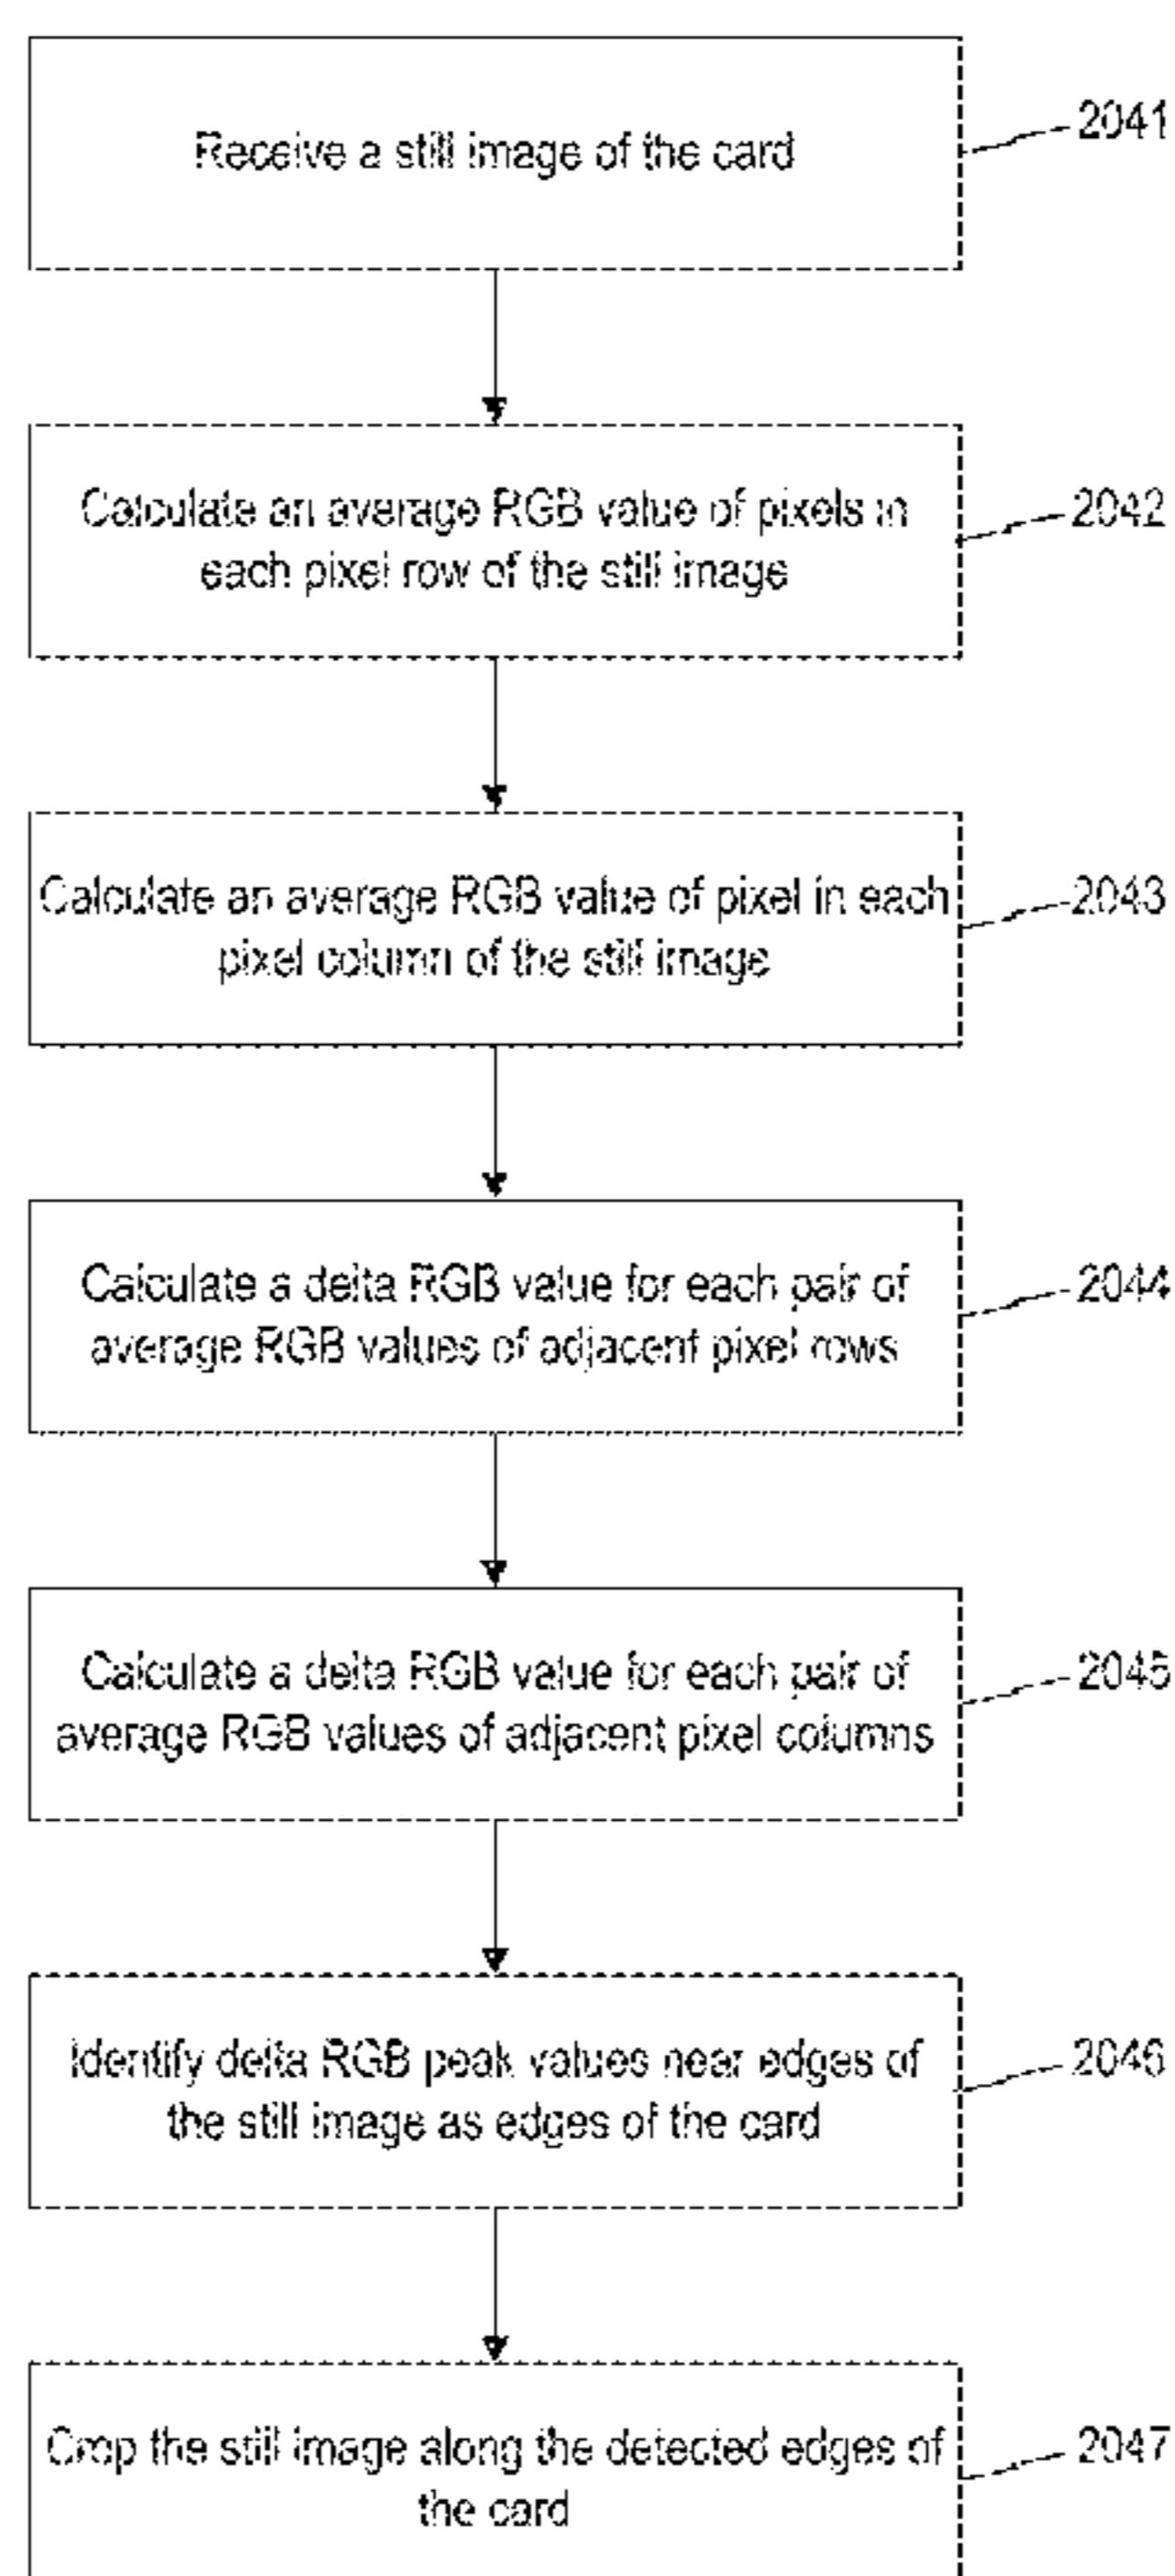 Receive a still image of the card
2041
Calculate an average RGB value of pixels in
each pixel row of the still image
2042
Calculate an average RGB value of pixel in each
pixel column of the still image
2043
Calculate a delta RGB value for each pair of
average RGB values of adjacent pixel rows
2044
Calculate a delta RGB value for each pair of
average RGB values of adjacent pixel columns
2045
Identify delta RGB peak values near edges of
the still image as edges of the card
2046
Crop the still image along the detected edges of
the card
2047